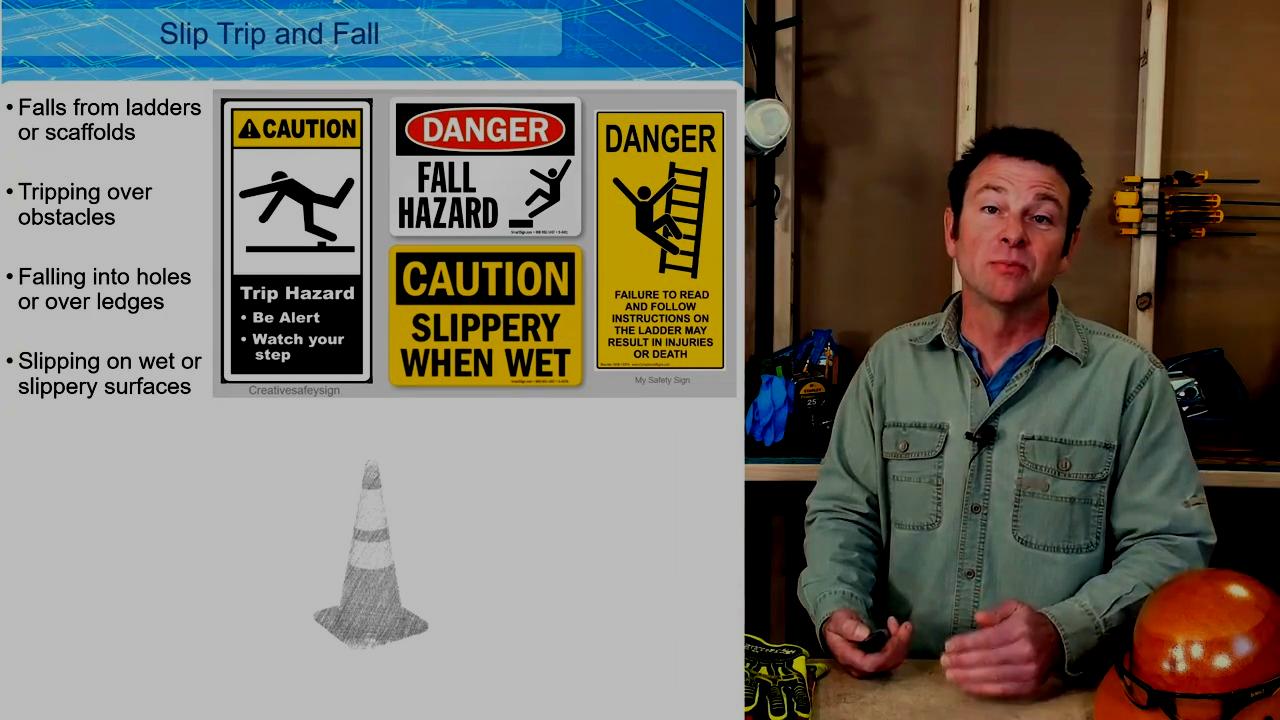 Slip Trip and Fall
• Falls from ladders
or scaffolds
• Tripping over
obstacles
• Falling into holes
or over ledges
• Slipping on wet or
slippery surfaces
CAUTION
Trip Hazard
• Be Alert
• Watch your
step
Creativesafeysign
DANGER
FALL
HAZARD
CAUTION
SLIPPERY
WHEN WET
DANGER
FAILURE TO READ
AND FOLLOW
INSTRUCTIONS ON
THE LADDER MAY
RESULT IN INJURIES
OR DEATH
My Safety Sign
25